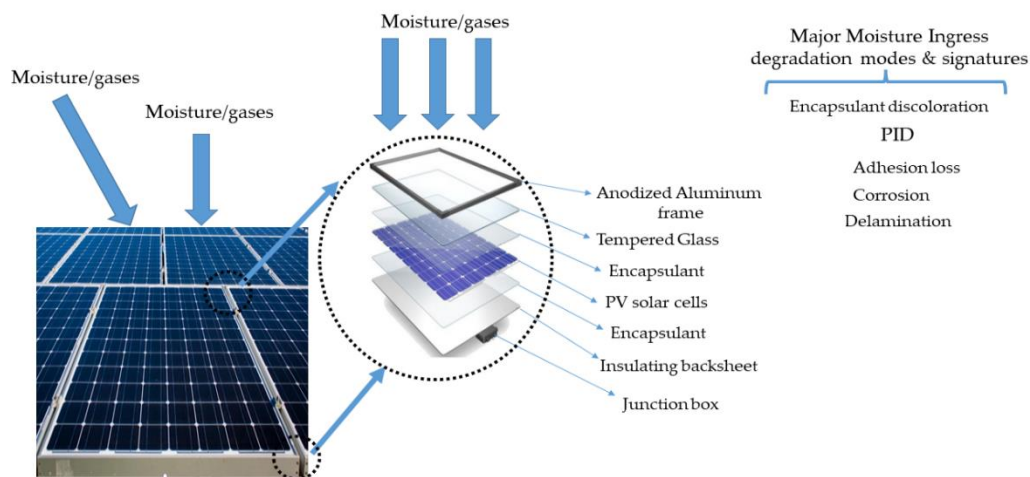 Moisture/gases
Moisture/gases
Moisture/gases
Major Moisture Ingress
degradation modes & signatures
Encapsulant discoloration
PID
Adhesion loss
Corrosion
Delamination
Anodized Aluminum
frame
Tempered Glass
Encapsulant
PV solar cells
Encapsulant
Insulating backsheet
Junction box